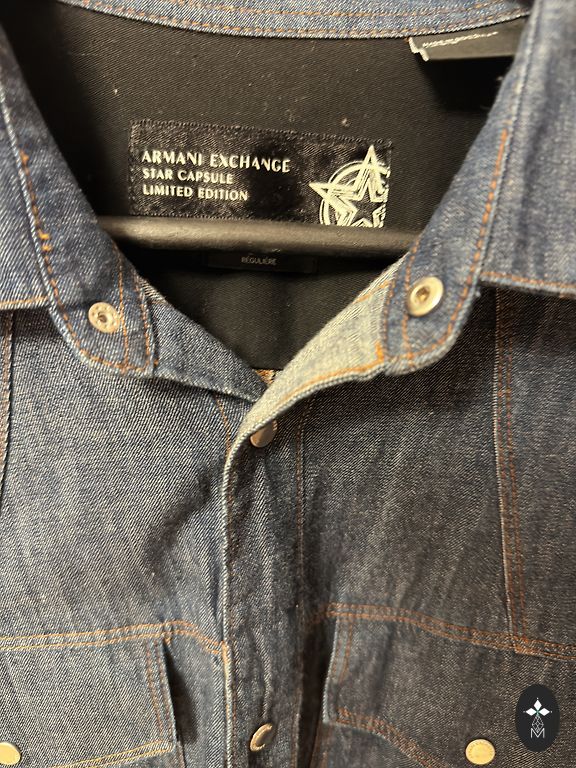 ARMANI EXCHANGE
STAR CAPSULE
LIMITED EDITION
RÉGULIÈRE
M